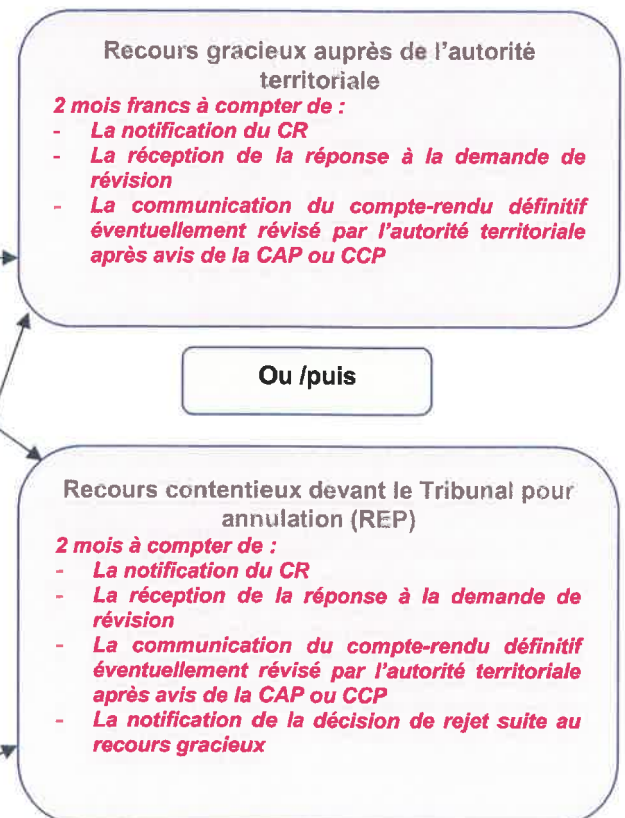 Recours gracieux auprès de l'autorité
territoriale
2 mois francs à compter de :
- La notification du CR
- La réception de la réponse à la demande de
révision
- La communication du compte-rendu définitif
éventuellement révisé par l'autorité territoriale
après avis de la CAP ou CCP
Ou /puis
Recours contentieux devant le Tribunal pour
annulation (REP)
2 mois à compter de :
- La notification du CR
- La réception de la réponse à la demande de
révision
- La communication du compte-rendu définitif
éventuellement révisé par l'autorité territoriale
après avis de la CAP ou CCP
- La notification de la décision de rejet suite au
recours gracieux